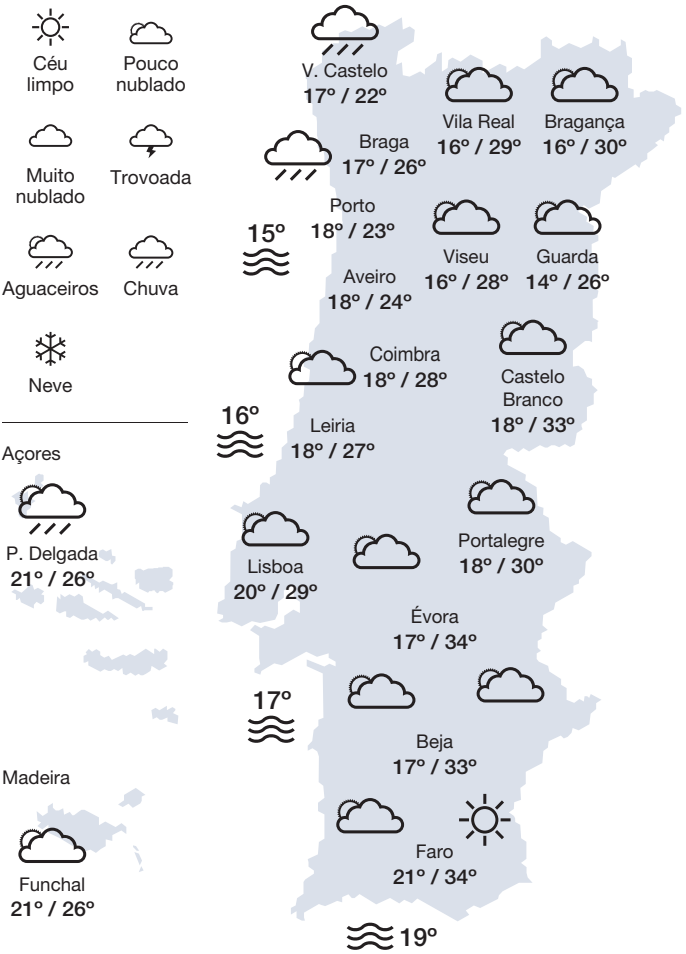 Céu
limpo
Pouco
nublado
Muito
nublado
Trovoada
Aguaceiros
Chuva
Neve
Açores
P. Delgada
21º / 26º
Madeira
Funchal
21º / 26º
V. Castelo
17º / 22º
Vila Real
16º / 29º
Bragança
16º / 30º
Braga
17º / 26º
Porto
18º / 23º
15º
Viseu
16º / 28º
Guarda
14º / 26º
Aveiro
18º / 24º
Coimbra
18º / 28º
Castelo
Branco
18º / 33º
16º
Leiria
18º / 27º
Lisboa
20º / 29º
Portalegre
18º / 30º
Évora
17º / 34º
17º
Beja
17º / 33º
Faro
21º / 34º
19º